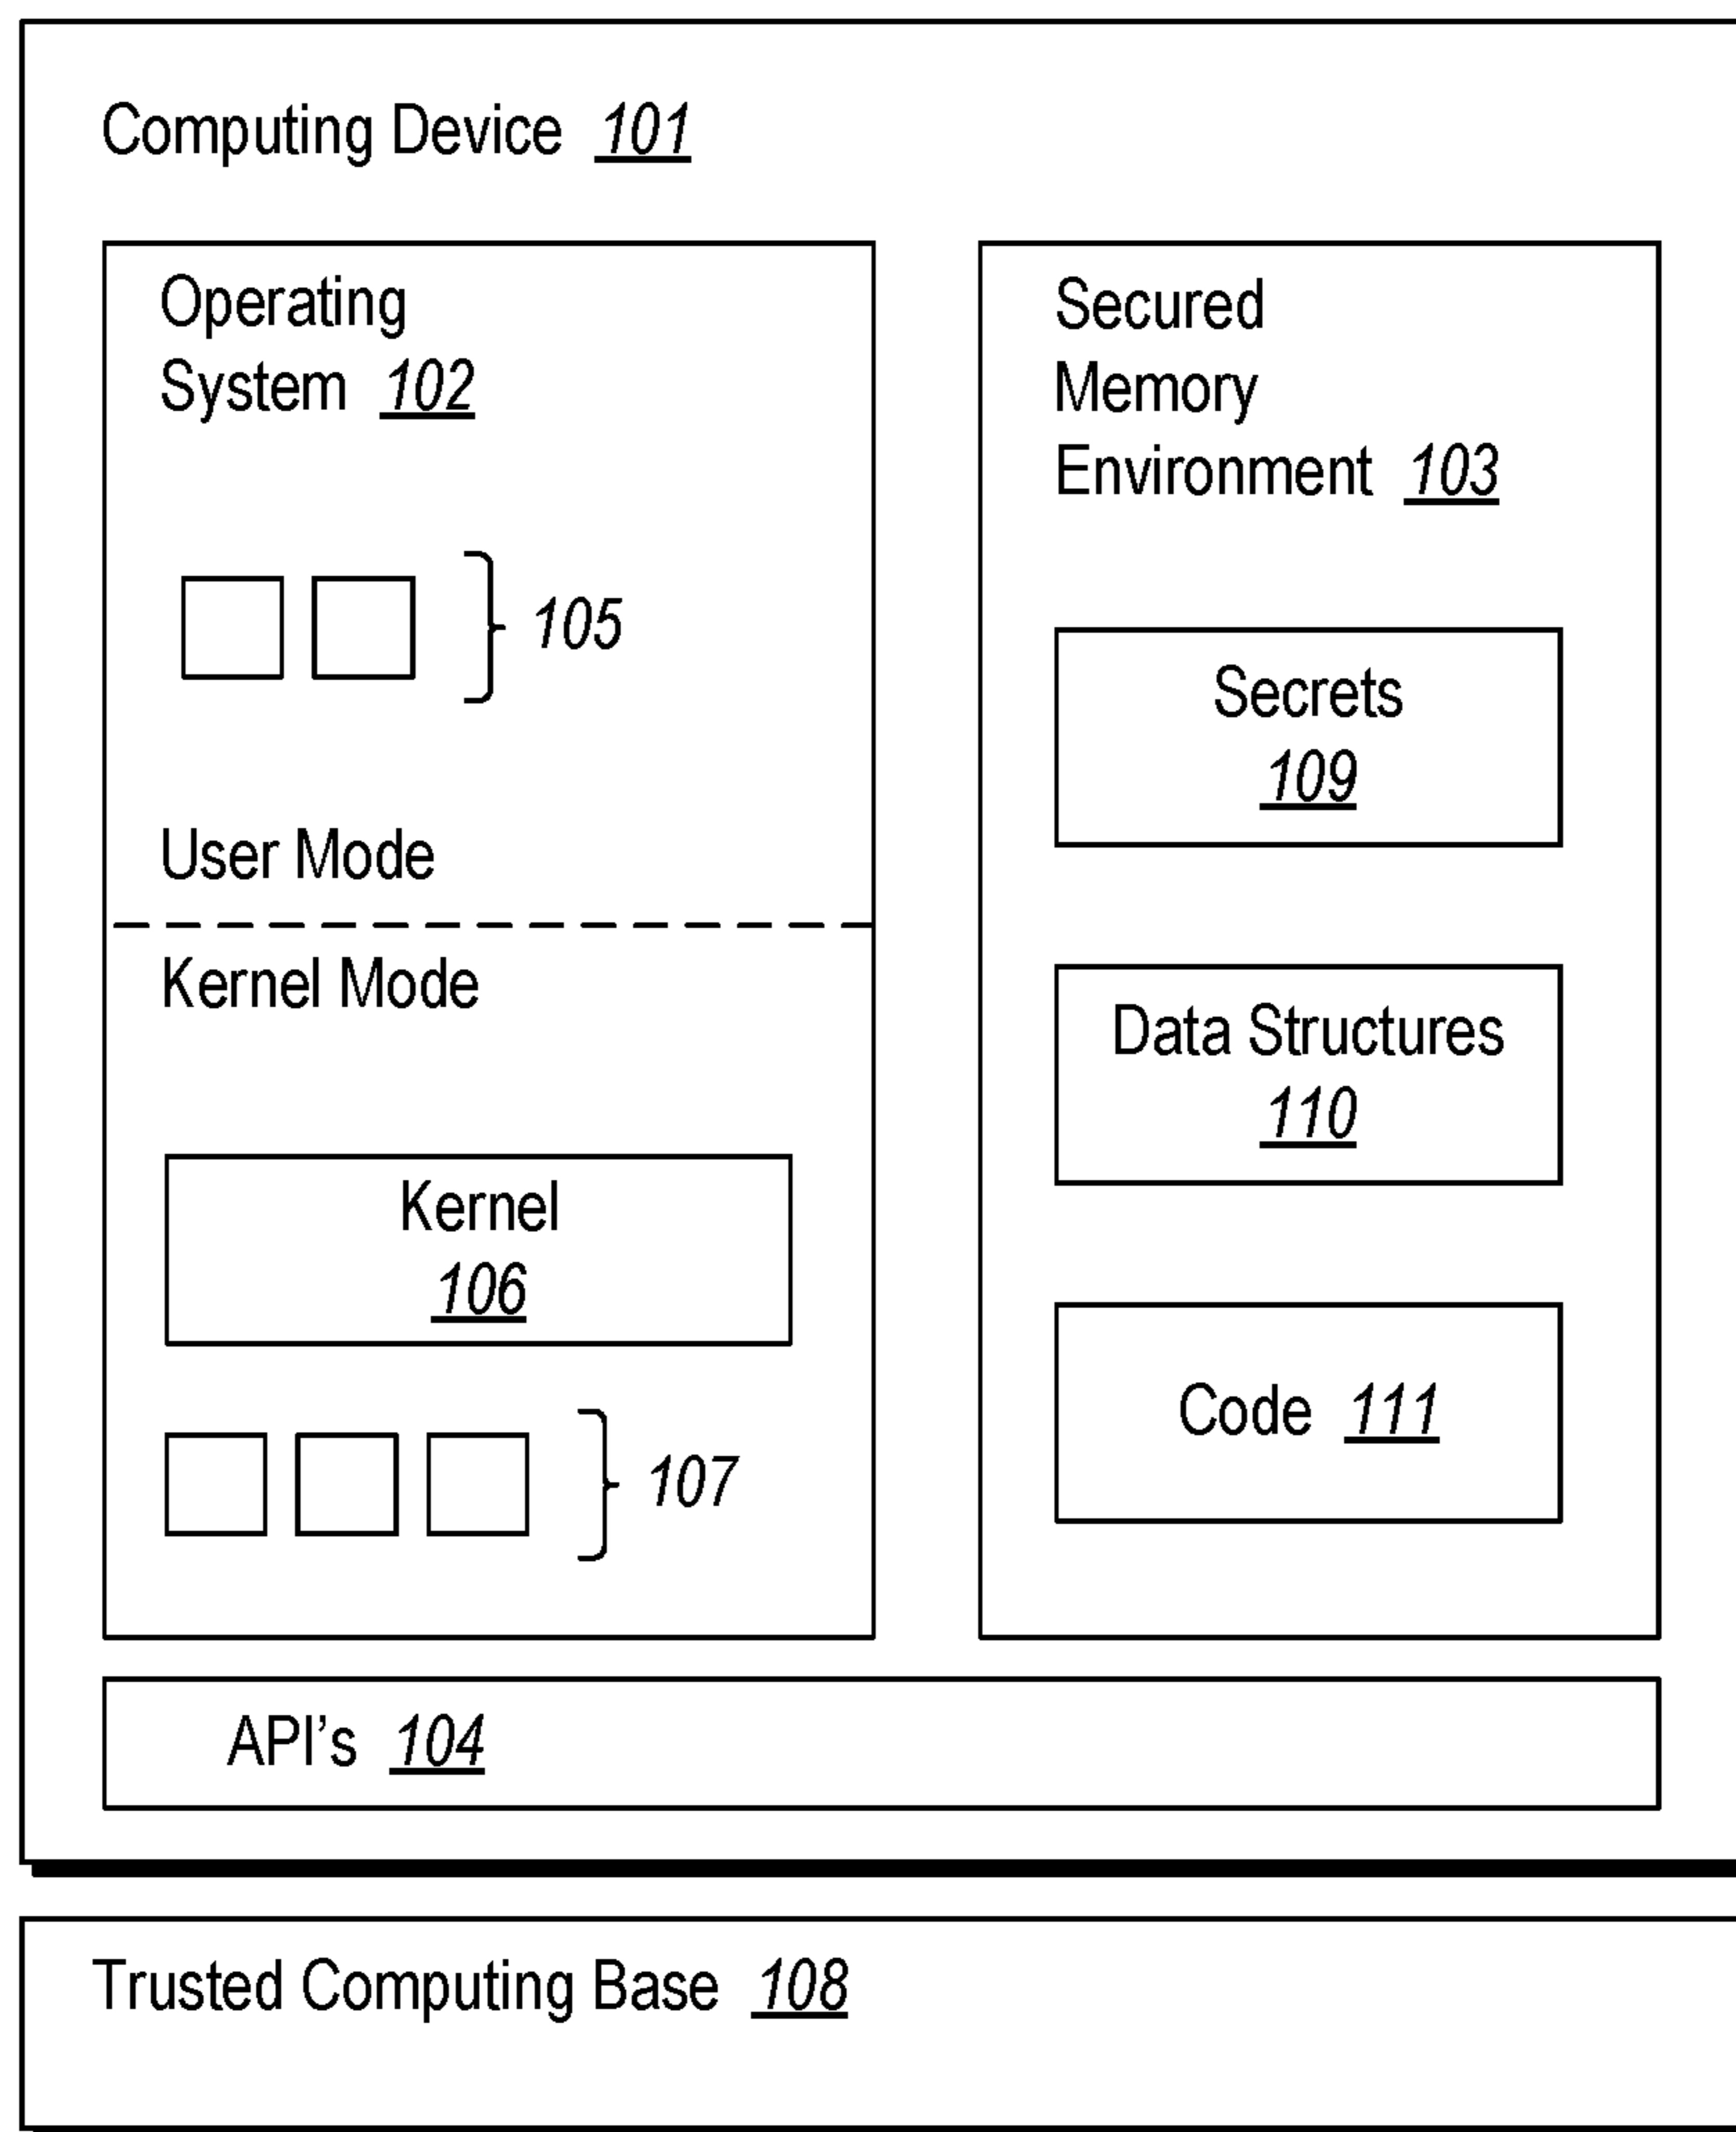 Computing Device 101
Operating
System 102
105
User Mode
Kernel Mode
Kernel
106
107
Secured
Memory
Environment 103
Secrets
109
Data Structures
110
Code 111
API's 104
Trusted Computing Base 108